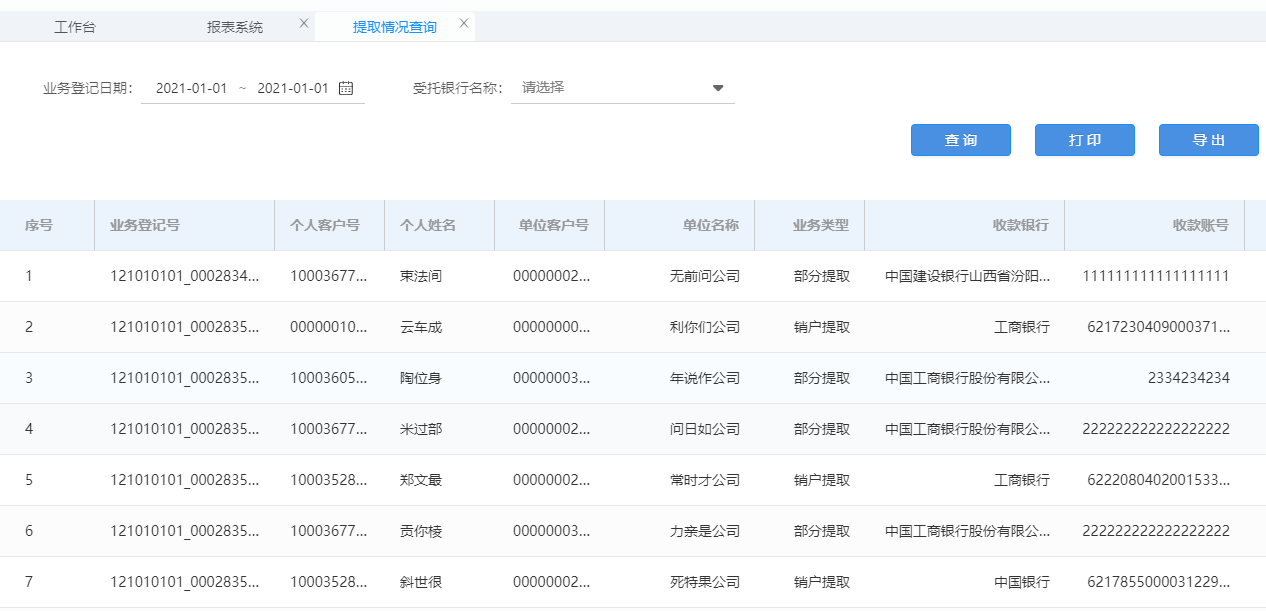 工作台 报表系统 提取情况查询
业务登记日期： 2021-01-01 ~ 2021-01-01 受托银行名称： 请选择
查询 打印 导出
序号 业务登记号 个人客户号 个人姓名 单位客户号 单位名称 业务类型 收款银行 收款账号
1 121010101_0002834... 10003677... 束法间 00000002... 无前问公司 部分提取 中国建设银行山西省汾阳... 111111111111111111
2 121010101_0002835... 00000010... 云车成 00000000... 利你们公司 销户提取 工商银行 6217230409000371...
3 121010101_0002835... 10003605... 陶位身 00000003... 年说作公司 部分提取 中国工商银行股份有限公... 2334234234
4 121010101_0002835... 10003677... 米过部 00000002... 问日如公司 部分提取 中国工商银行股份有限公... 222222222222222222
5 121010101_0002835... 10003528... 郑文最 00000002... 常时才公司 销户提取 工商银行 6222080402001533...
6 121010101_0002835... 10003677... 贡你棱 00000003... 力亲是公司 部分提取 中国工商银行股份有限公... 222222222222222222
7 121010101_0002835... 10003528... 斜世很 00000002... 死特果公司 销户提取 中国银行 6217855000031229...